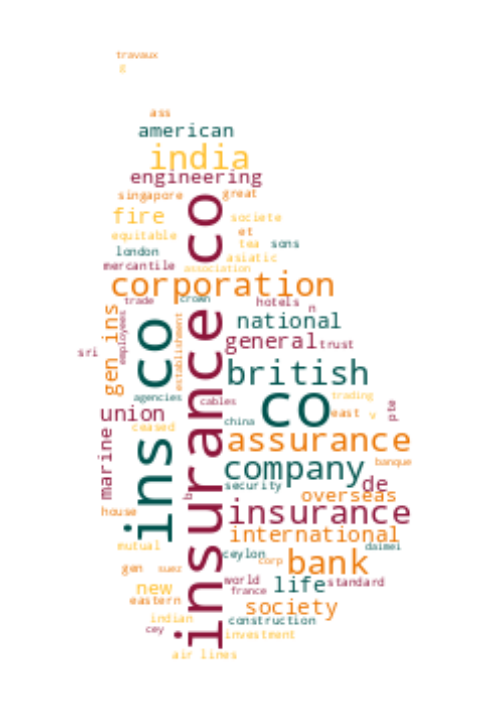 travaux
g
ass
american
india
engineering
singapore
great
co
fire
societe
equitable
et
tea
sons
london
asiatic
mercantile
association
corporation
trade
crown
hotels
n
employees
gen ins
establishment
ins co
insurance
national
general
trust
sri
british
agencies
cables
trading
co
union
east
v
pte
china
ceased
assurance
marine
company
banque
security
de
b
overseas
house
insurance
international
mutual
ceylon
daimei
corp
bank
gen
suez
world
life
standard
new
france
eastern
society
indian
construction
cey
investment
air lines